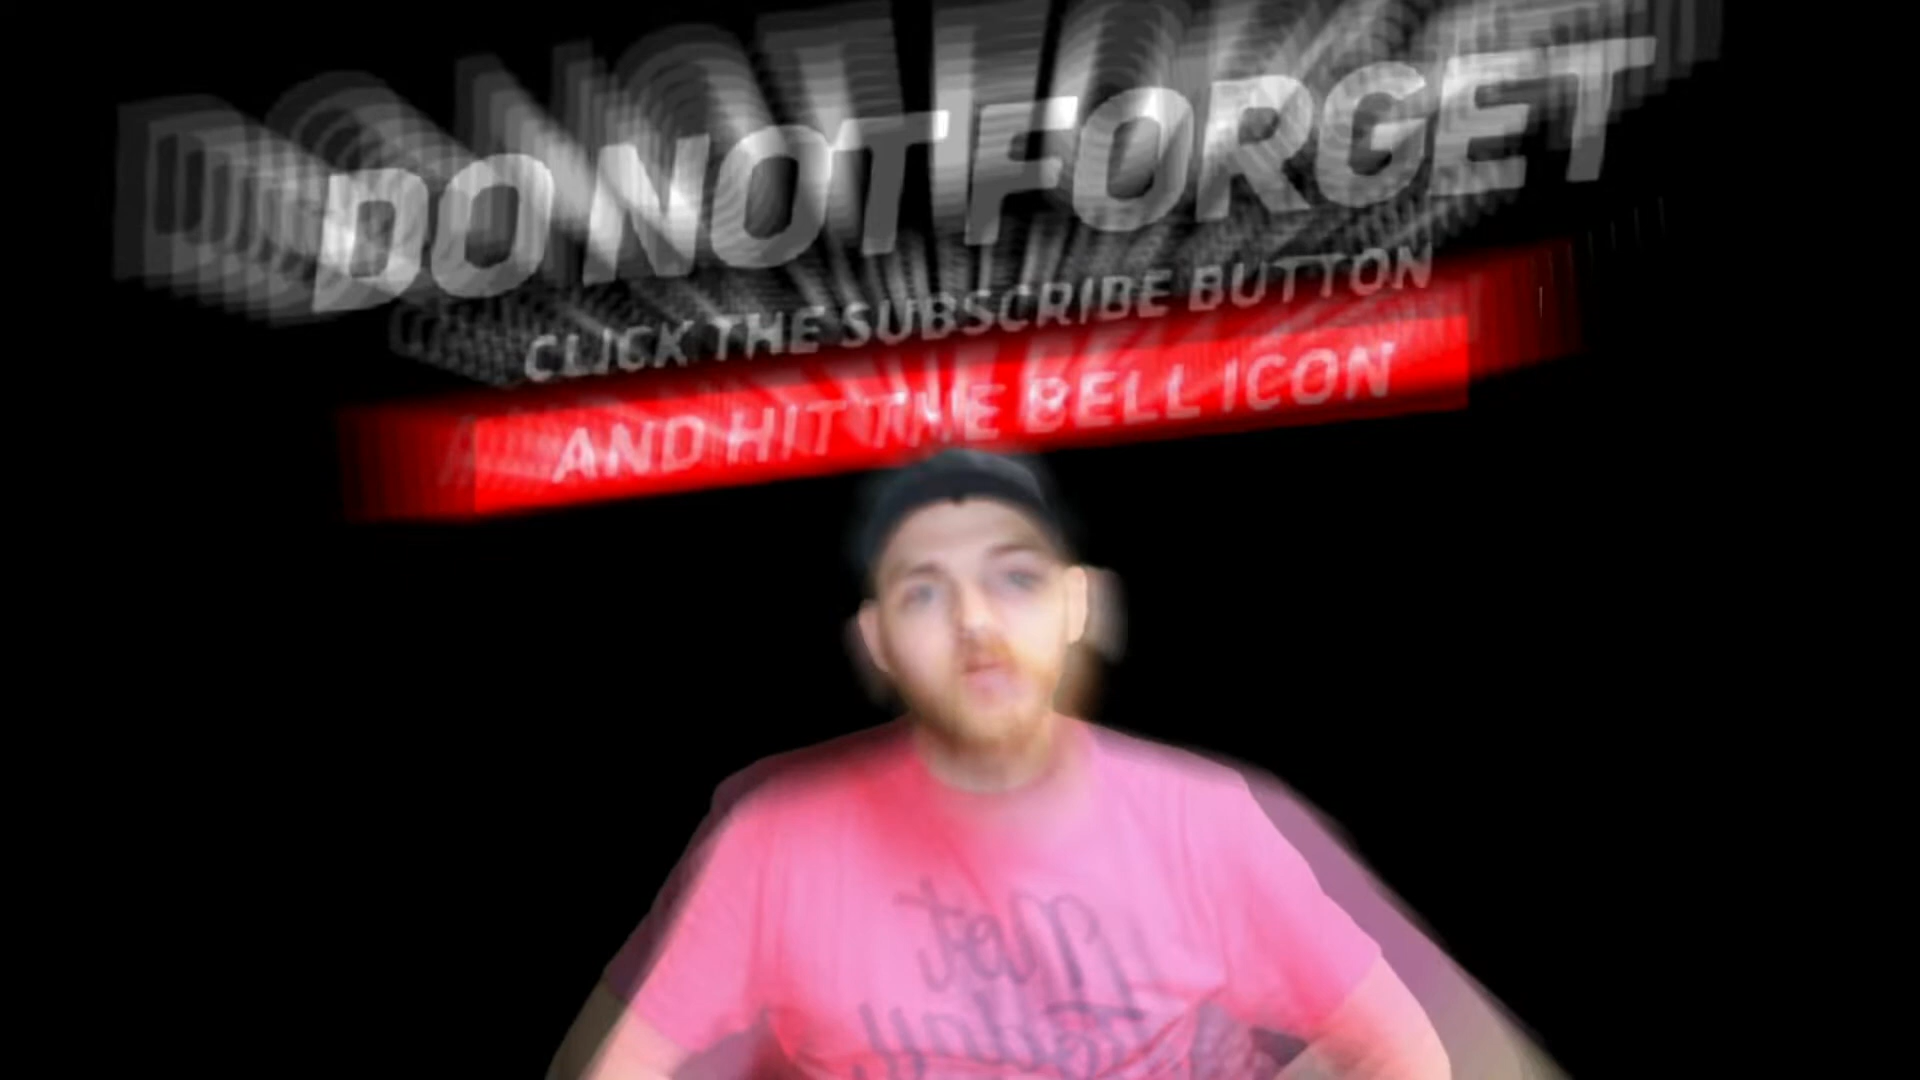 DO NOT FORGET
CLICK THE SUBSCRIBE BUTTON
AND HIT THE BELL ICON